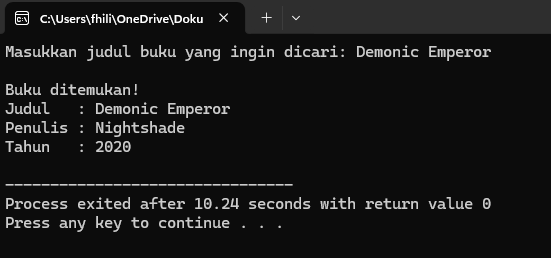 C:\Users\fhili\OneDrive\Doku
Masukkan judul buku yang ingin dicari: Demonic Emperor
Buku ditemukan!
Judul   : Demonic Emperor
Penulis : Nightshade
Tahun   : 2020
--------------------------------
Process exited after 10.24 seconds with return value 0
Press any key to continue . . .